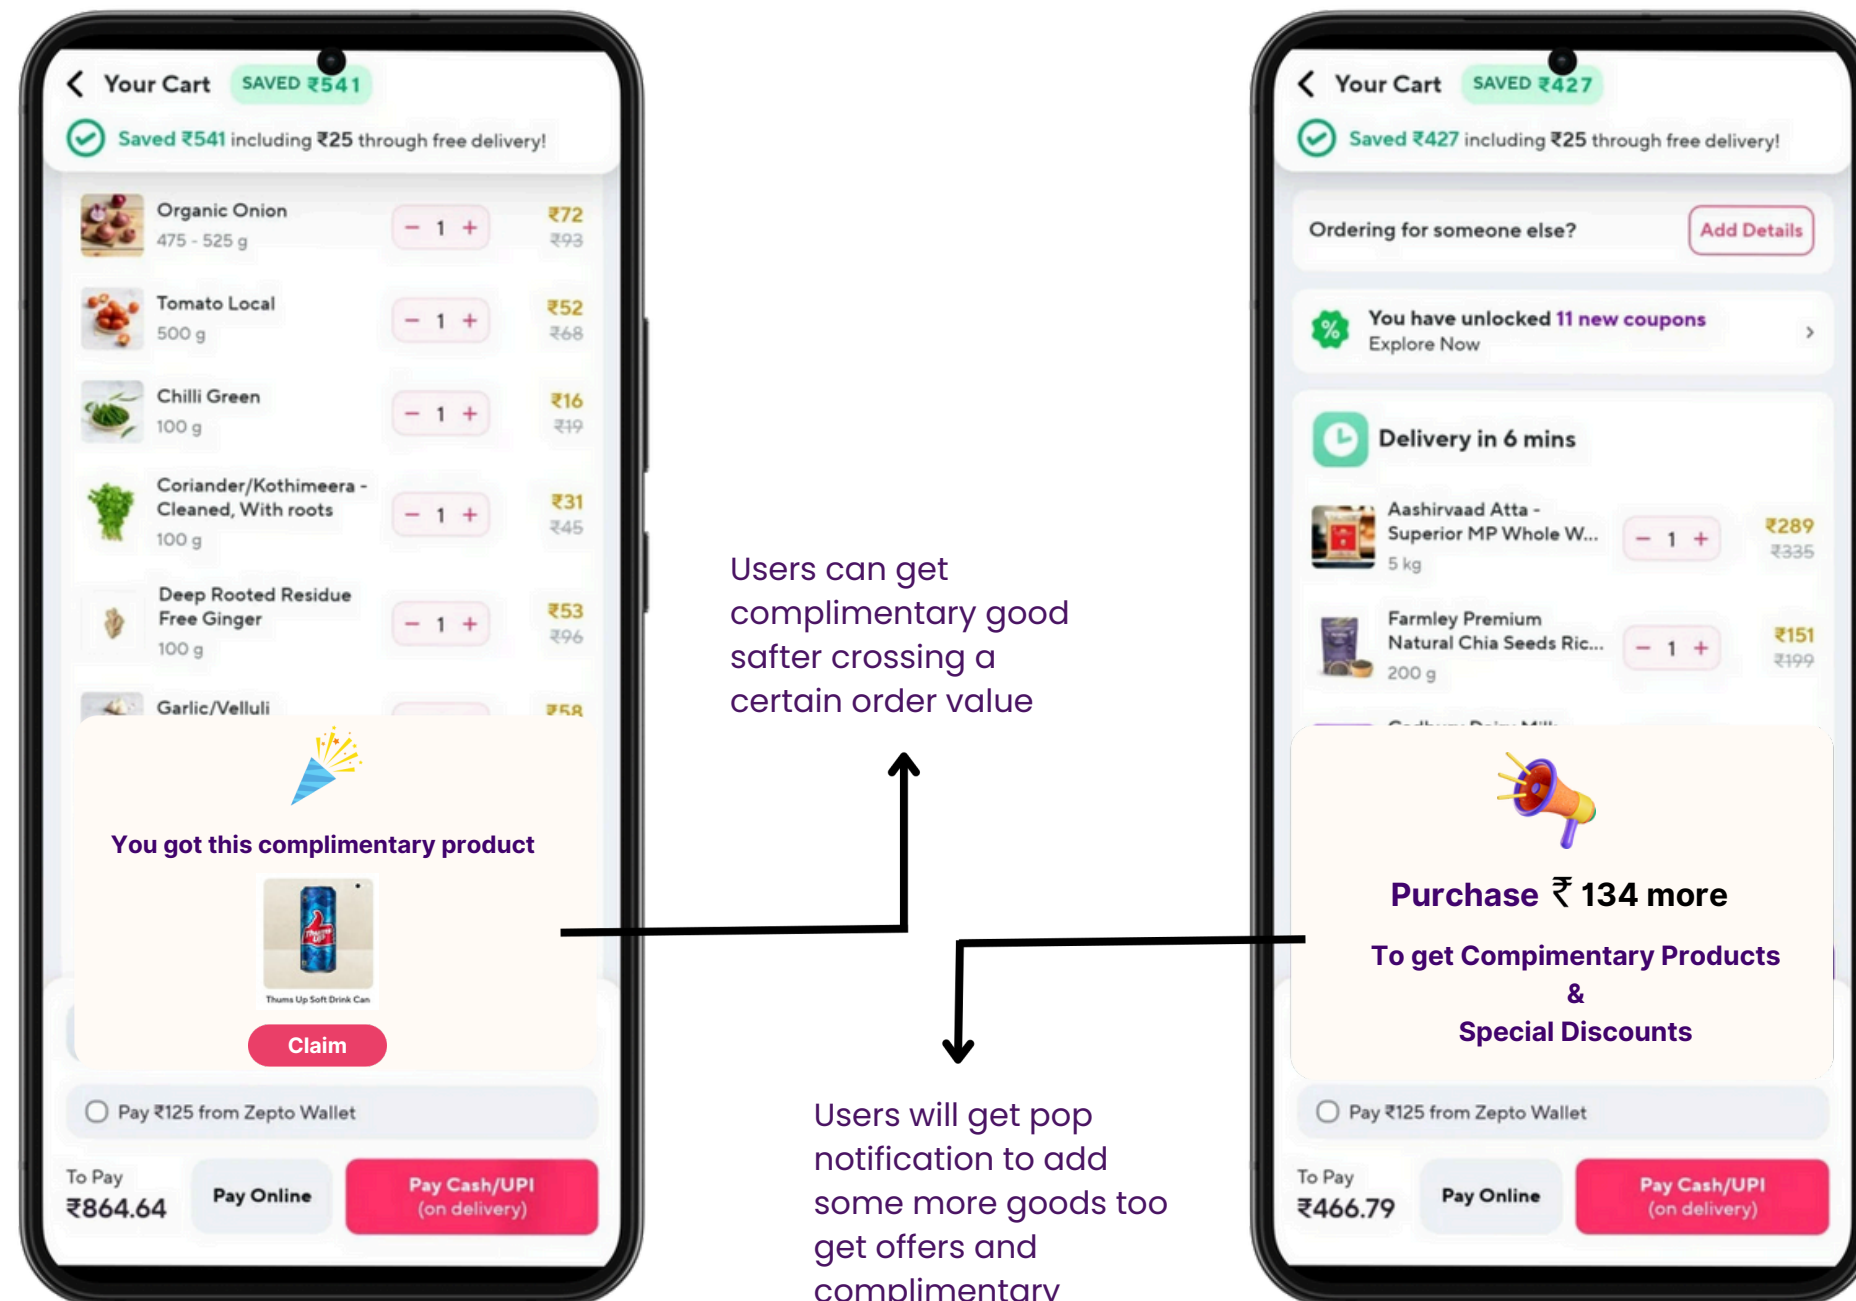 Your Cart SAVED ₹541
Saved ₹541 including ₹25 through free delivery!
Organic Onion
475 - 525 g
− 1 +
₹72
₹93
Tomato Local
500 g
− 1 +
₹52
₹68
Chilli Green
100 g
− 1 +
₹16
₹19
Coriander/Kothimeera -
Cleaned, With roots
100 g
− 1 +
₹31
₹45
Deep Rooted Residue
Free Ginger
100 g
− 1 +
₹53
₹96
Garlic/Velluli
₹58
You got this complimentary product
Thums Up
Thums Up Soft Drink Can
Claim
Pay ₹125 from Zepto Wallet
To Pay
₹864.64
Pay Online
Pay Cash/UPI
(on delivery)
Users can get
complimentary good
safter crossing a
certain order value
Users will get pop
notification to add
some more goods too
get offers and
complimentary
Your Cart SAVED ₹427
Saved ₹427 including ₹25 through free delivery!
Ordering for someone else?
Add Details
%
You have unlocked 11 new coupons
Explore Now
Delivery in 6 mins
Aashirvaad Atta -
Superior MP Whole W...
5 kg
− 1 +
₹289
₹335
Farmley Premium
Natural Chia Seeds Ric...
200 g
− 1 +
₹151
₹199
Cadbury Dairy Milk
Purchase ₹ 134 more
To get Compimentary Products
&
Special Discounts
Pay ₹125 from Zepto Wallet
To Pay
₹466.79
Pay Online
Pay Cash/UPI
(on delivery)